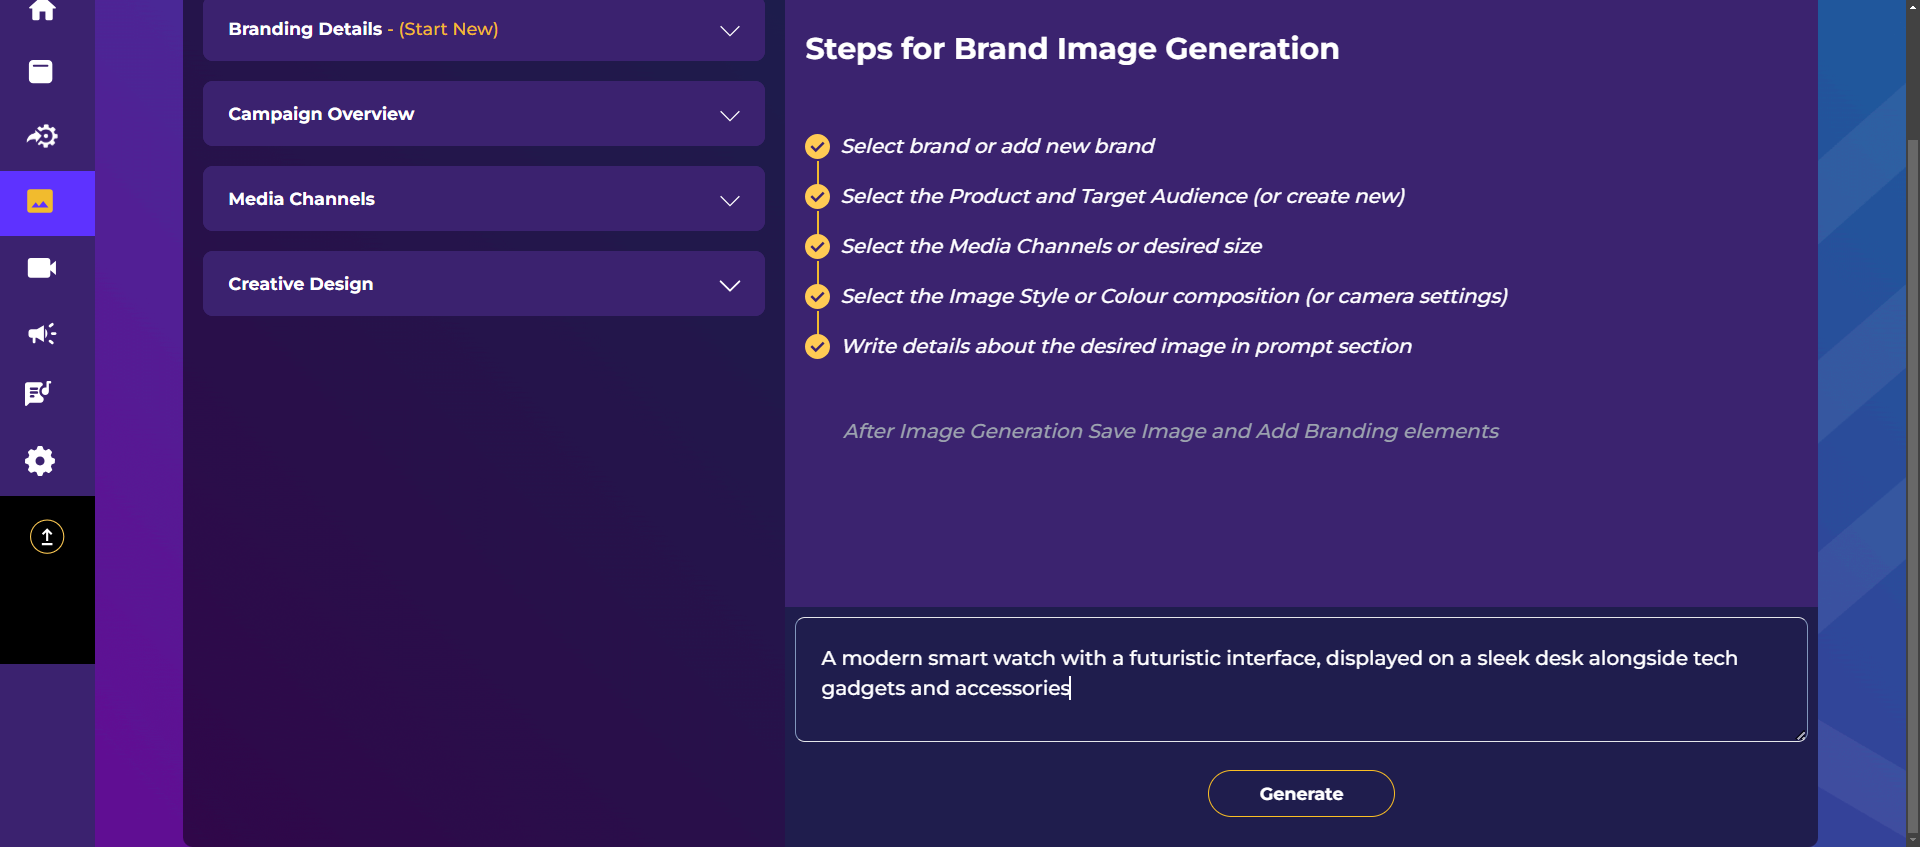 Branding Details - (Start New)
Campaign Overview
Media Channels
Creative Design
Steps for Brand Image Generation
Select brand or add new brand
Select the Product and Target Audience (or create new)
Select the Media Channels or desired size
Select the Image Style or Colour composition (or camera settings)
Write details about the desired image in prompt section
After Image Generation Save Image and Add Branding elements
A modern smart watch with a futuristic interface, displayed on a sleek desk alongside tech
gadgets and accessories
Generate